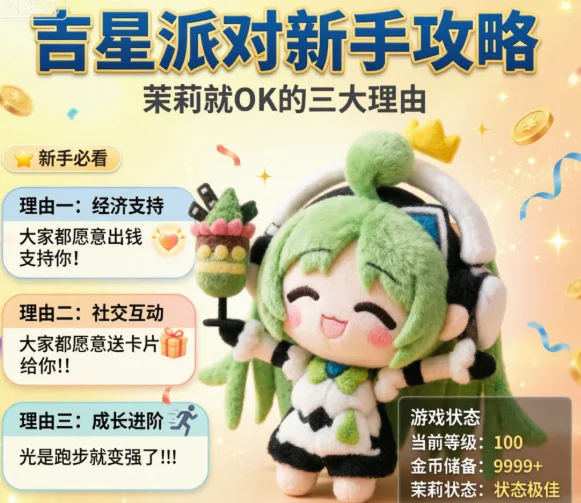 吉星派对新手攻略
茉莉就OK的三大理由
新手必看
理由一：经济支持
大家都愿意出钱
支持你！
理由二：社交互动
大家都愿意送卡片
给你!!
理由三：成长进阶
光是跑步就变强了!!!
游戏状态
当前等级：100
金币储备：9999+
茉莉状态：状态极佳